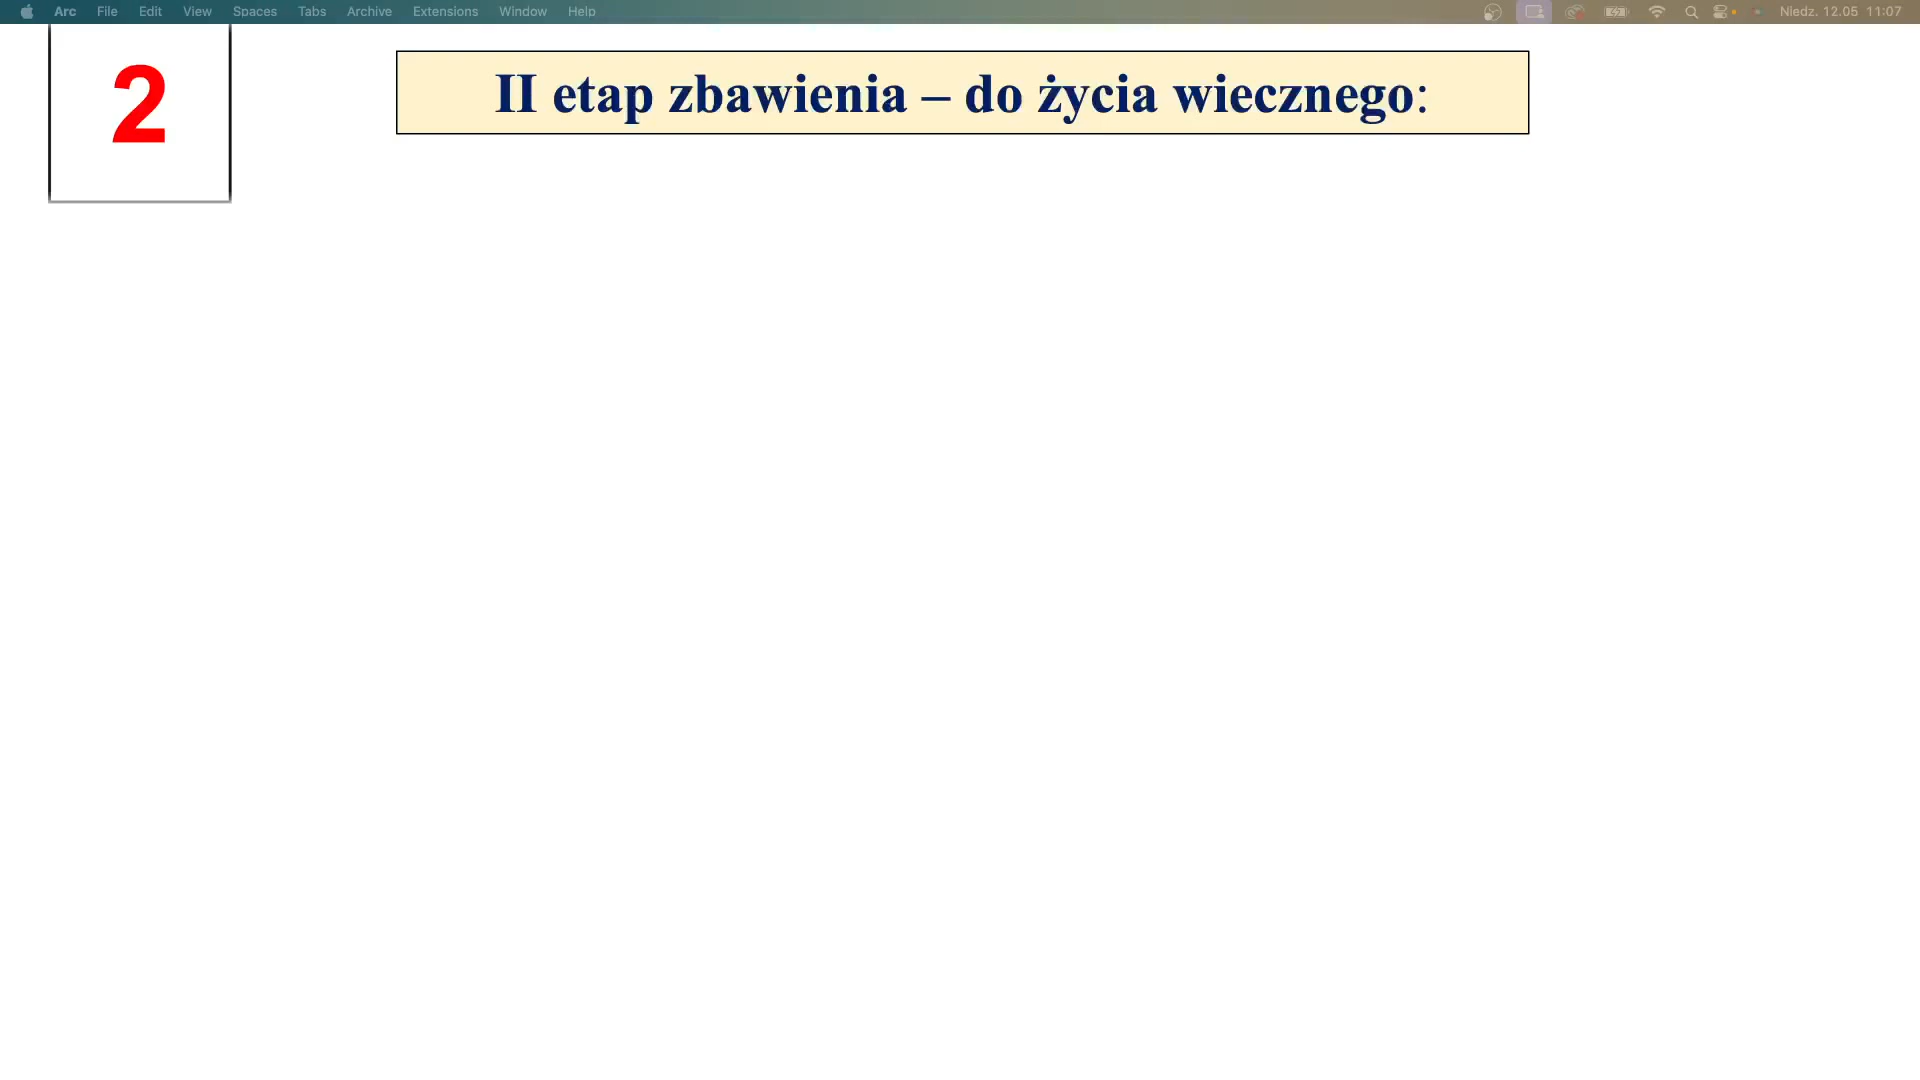 Arc File Edit View Spaces Tabs Archive Extensions Window Help Niedz. 12.05 11:07
2
II etap zbawienia – do życia wiecznego: